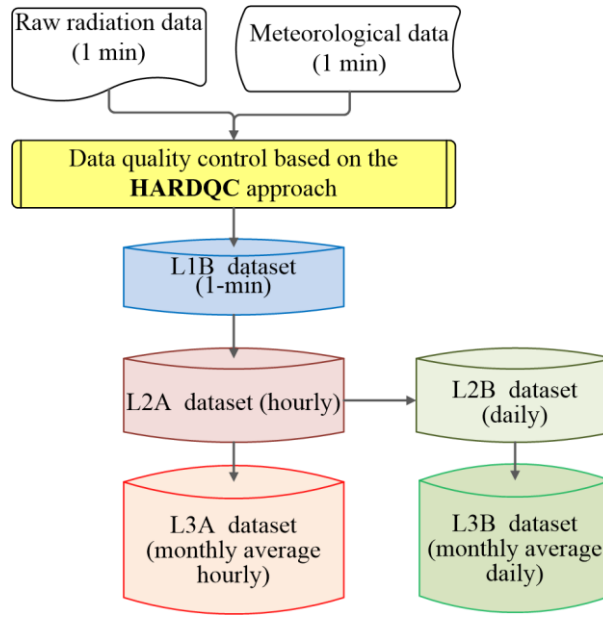 Raw radiation data
(1 min)
Meteorological data
(1 min)
Data quality control based on the
HARDQC approach
L1B dataset
(1-min)
L2A dataset (hourly)
L2B dataset
(daily)
L3A dataset
(monthly average
hourly)
L3B dataset
(monthly average
daily)